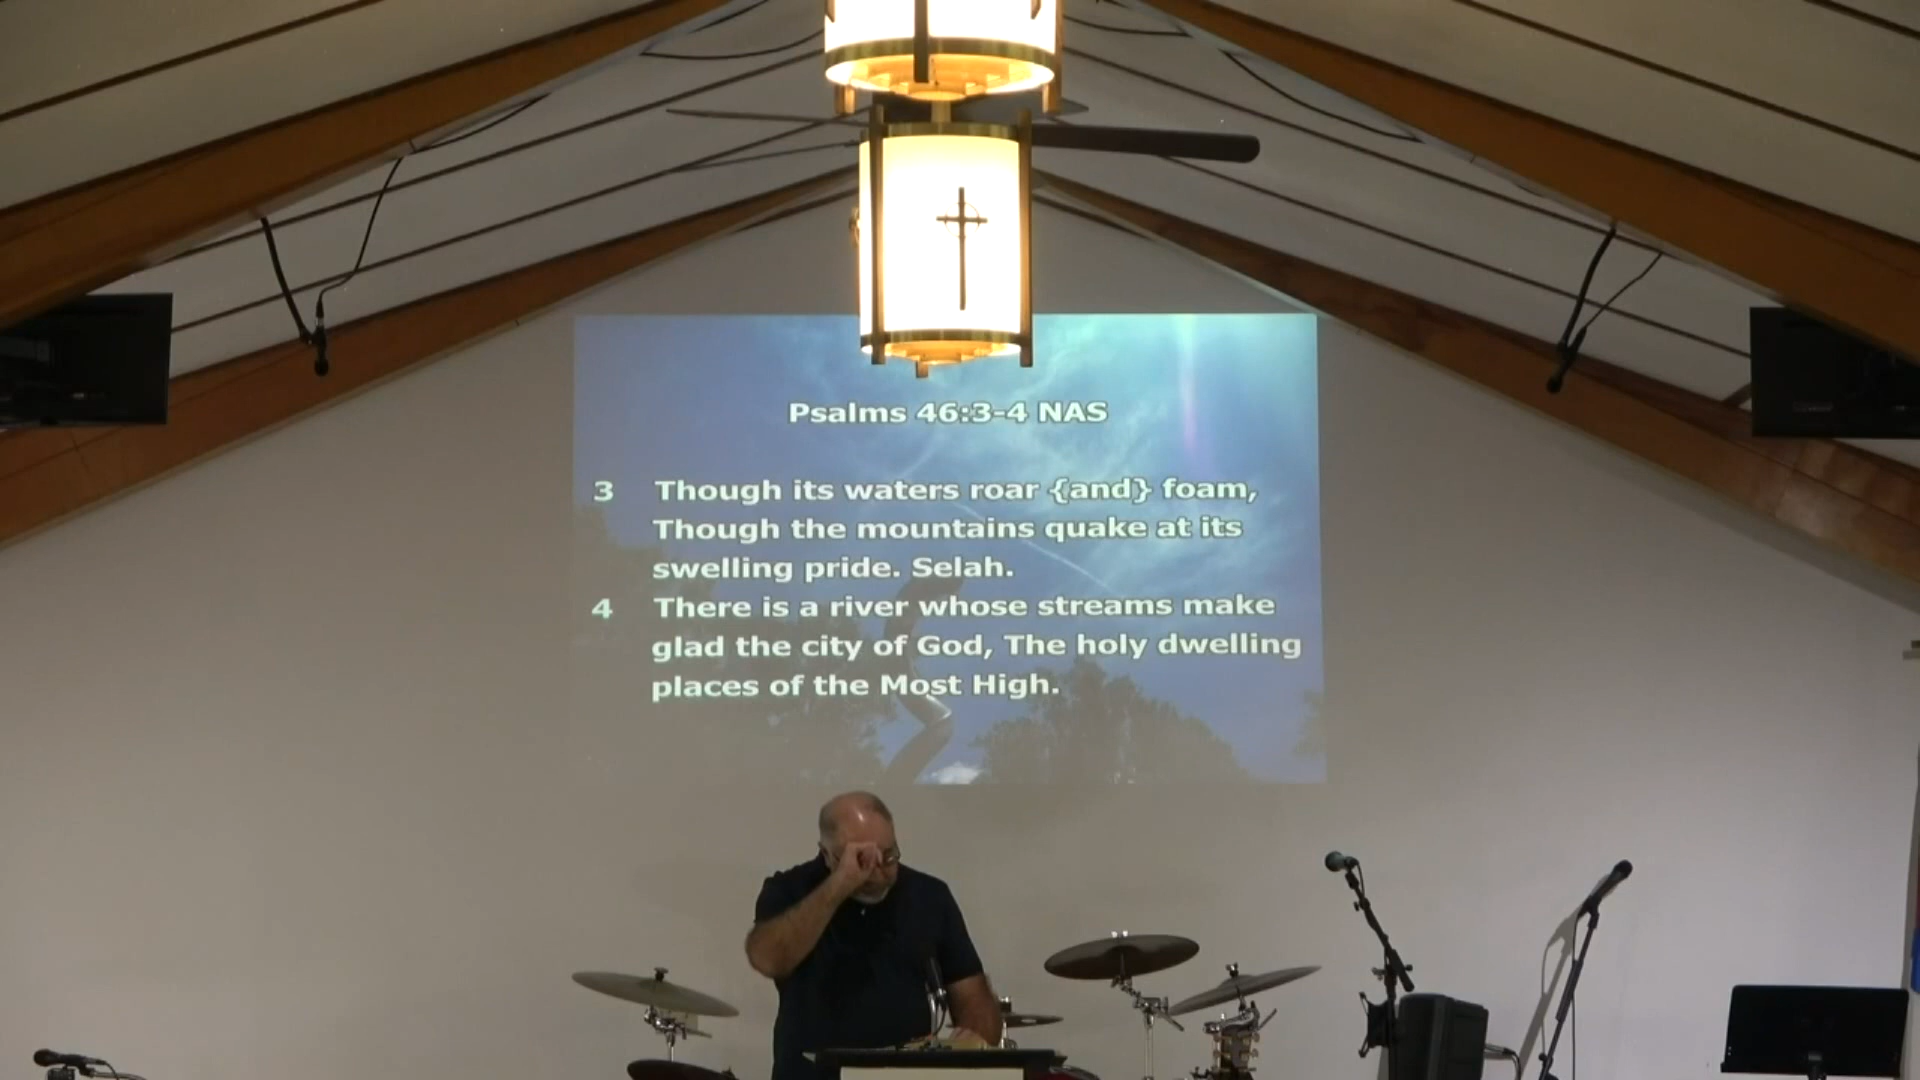 Psalms 46:3-4 NAS
3 Though its waters roar {and} foam,
Though the mountains quake at its
swelling pride. Selah.
4 There is a river whose streams make
glad the city of God, The holy dwelling
places of the Most High.